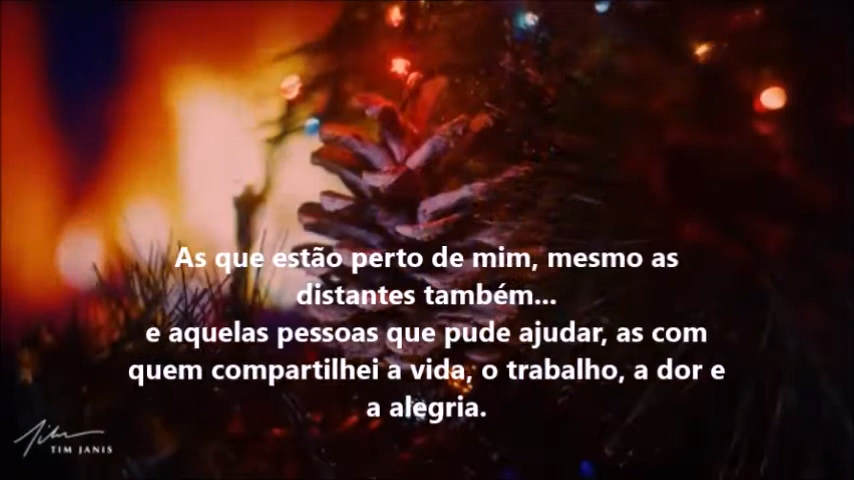 As que estão perto de mim, mesmo as
distantes também...
e aquelas pessoas que pude ajudar, as com
quem compartilhei a vida, o trabalho, a dor e
a alegria.
TIM JANIS